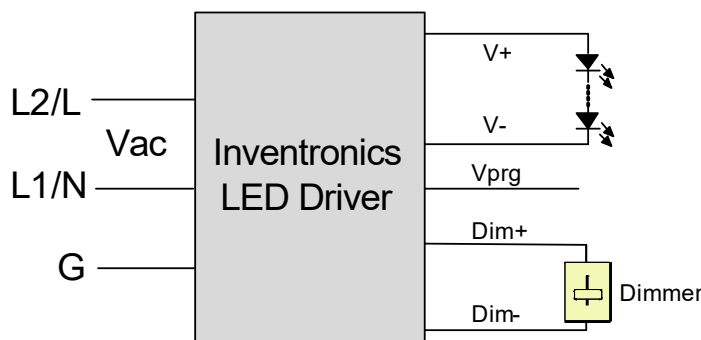 L2/L
Vac
L1/N
G
Inventronics
LED Driver
V+
V-
Vprg
Dim+
Dim-
Dimmer